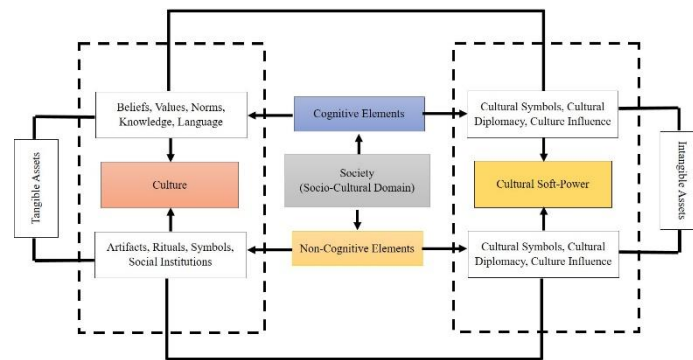 Beliefs, Values, Norms,
Knowledge, Language
Cognitive Elements
Cultural Symbols, Cultural
Diplomacy, Culture Influence
Tangible Assets
Culture
Society
(Socio-Cultural Domain)
Cultural Soft-Power
Intangible Assets
Artifacts, Rituals, Symbols,
Social Institutions
Non-Cognitive Elements
Cultural Symbols, Cultural
Diplomacy, Culture Influence